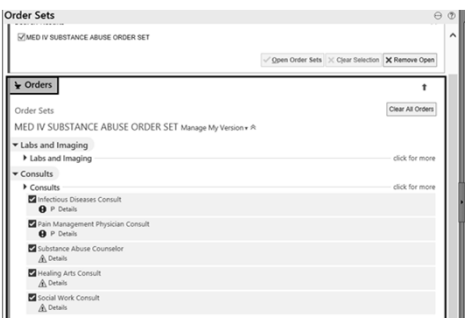 Order Sets
MED IV SUBSTANCE ABUSE ORDER SET
Open Order Sets Clear Selection Remove Open
Orders
Order Sets Clear All Orders
MED IV SUBSTANCE ABUSE ORDER SET Manage My Version
Labs and Imaging
Labs and Imaging click for more
Consults
Consults click for more
Infectious Diseases Consult
P Details
Pain Management Physician Consult
P Details
Substance Abuse Counselor
Details
Healing Arts Consult
Details
Social Work Consult
Details